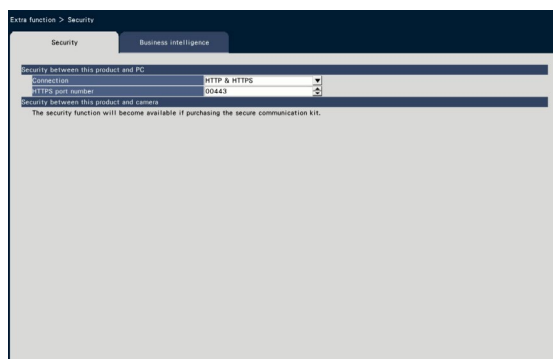 Extra function > Security
Security Business intelligence
Security between this product and PC
Connection HTTP & HTTPS
HTTPS port number 00443
Security between this product and camera
The security function will become available if purchasing the secure communication kit.